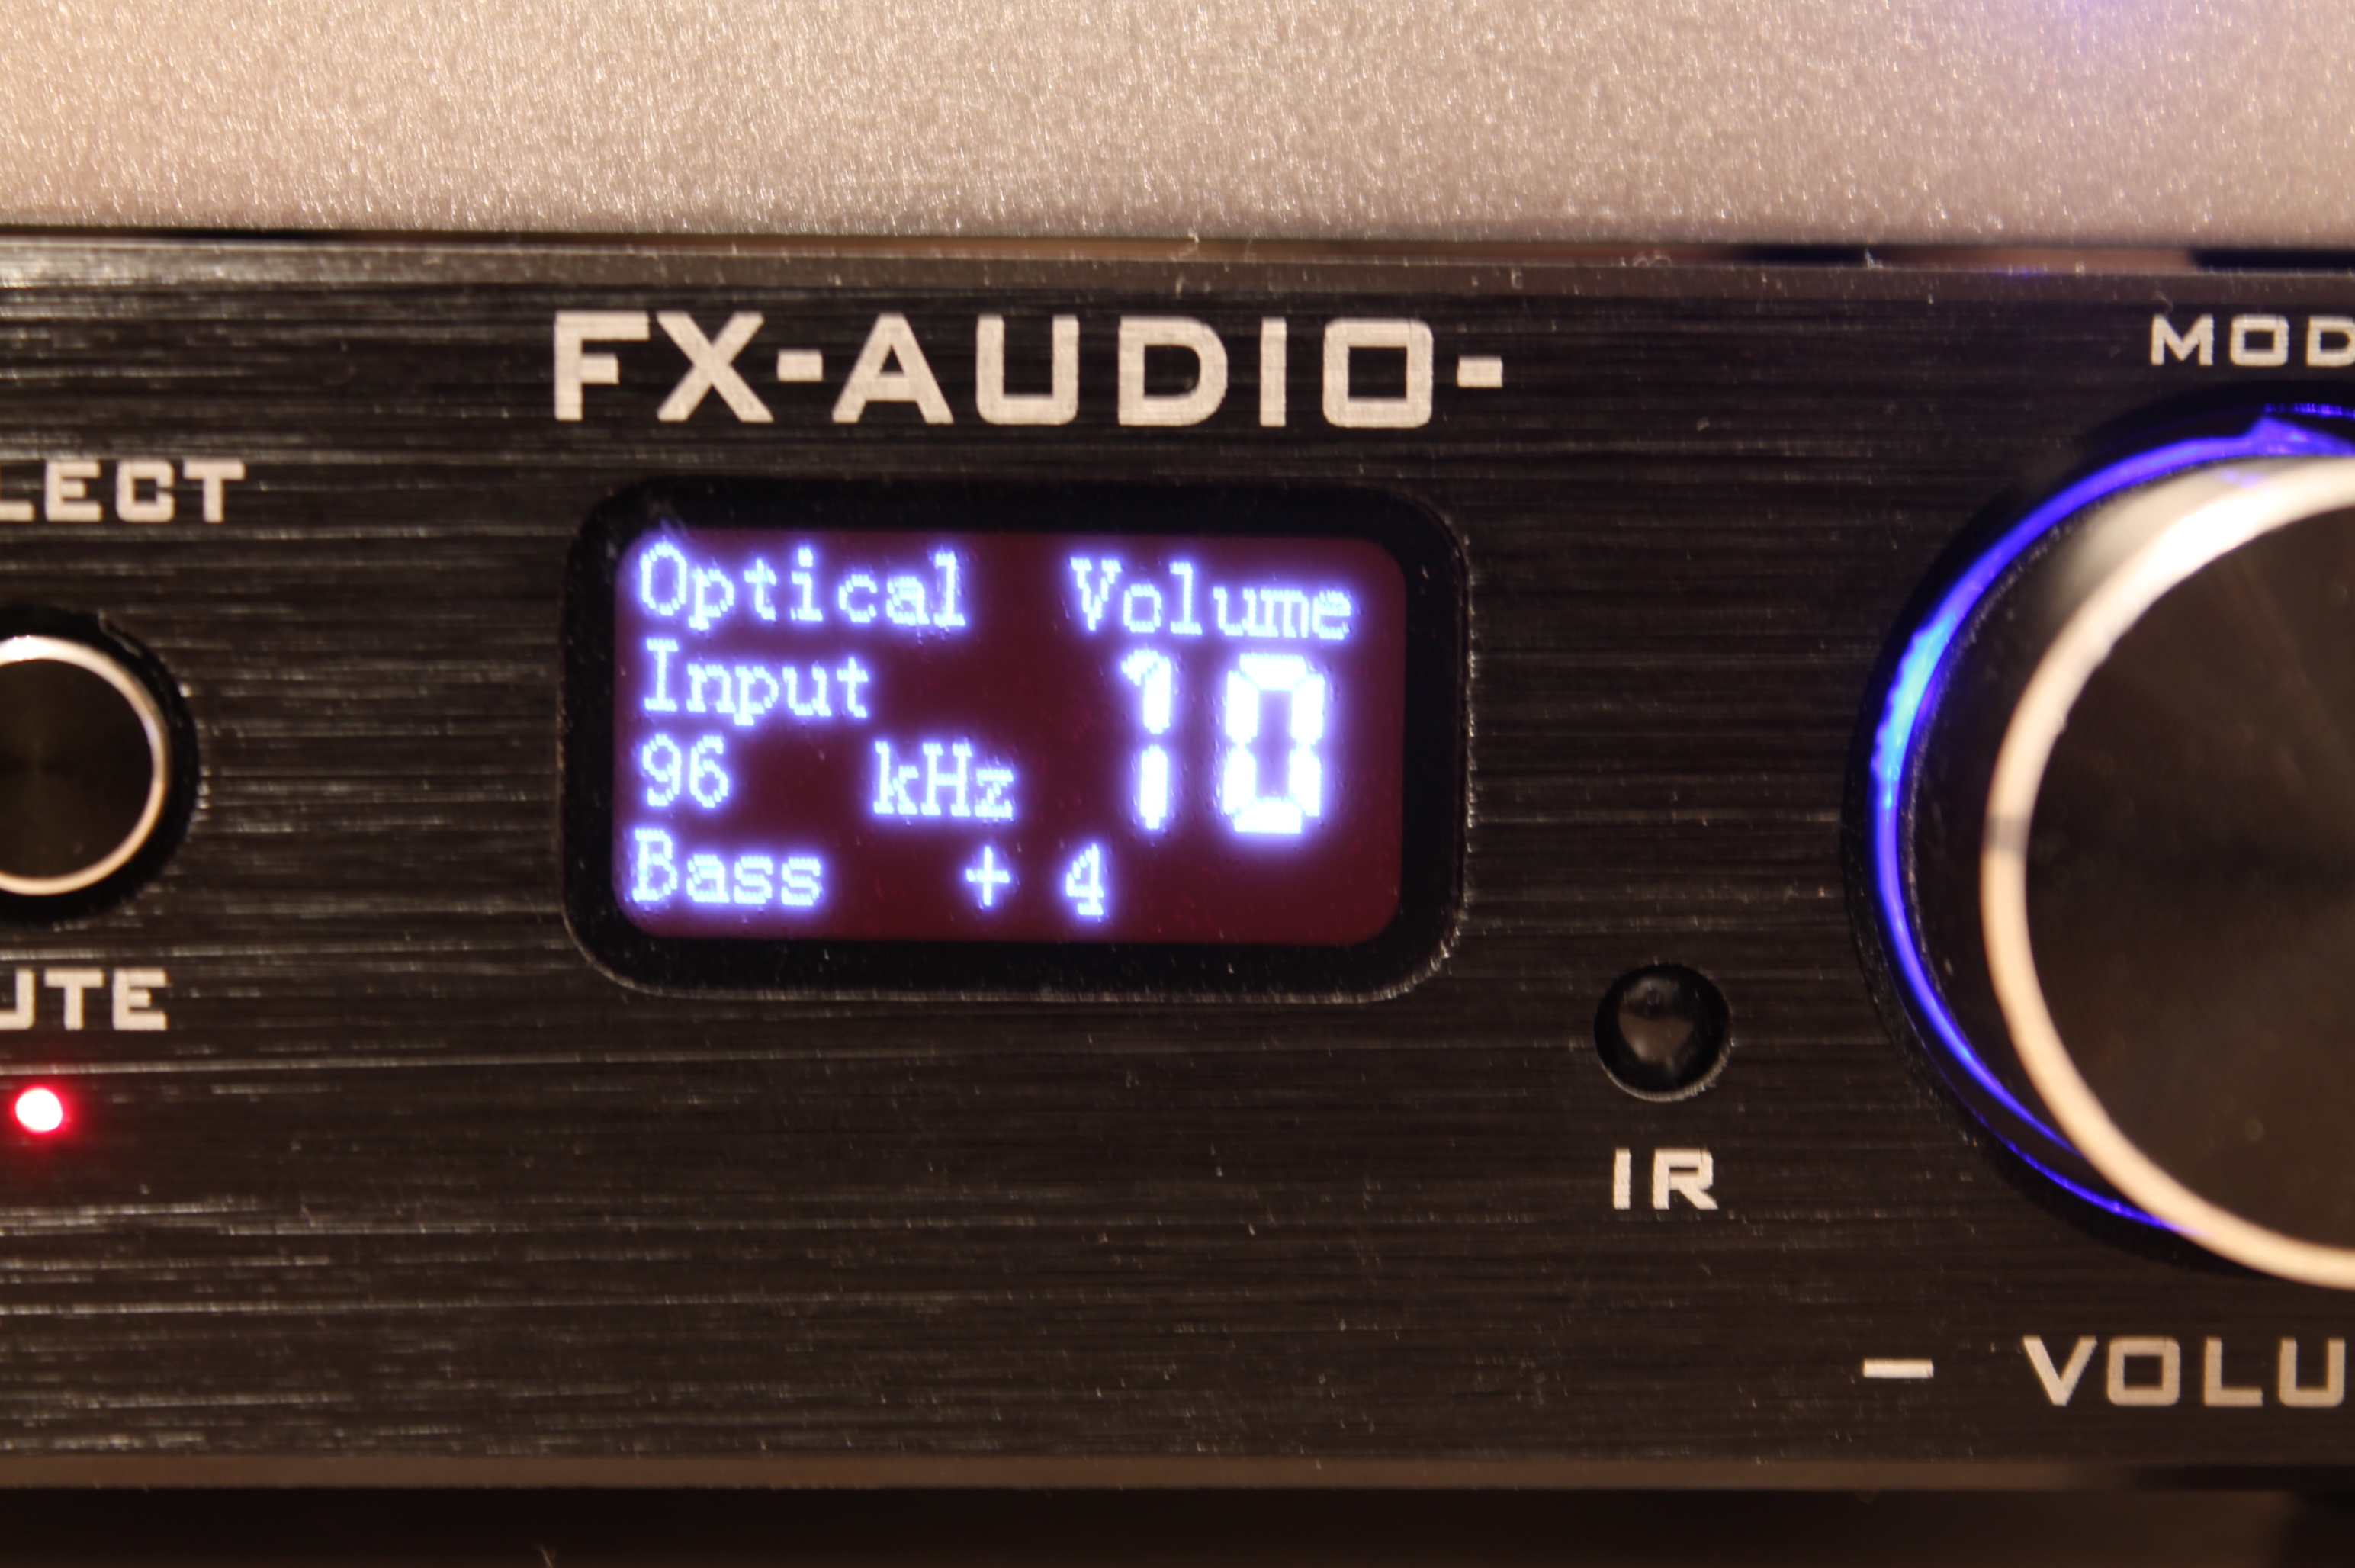 FX-AUDIO-
MOD
LECT
Optical Volume
Input 10
96 kHz
Bass + 4
UTE
IR
– VOLU